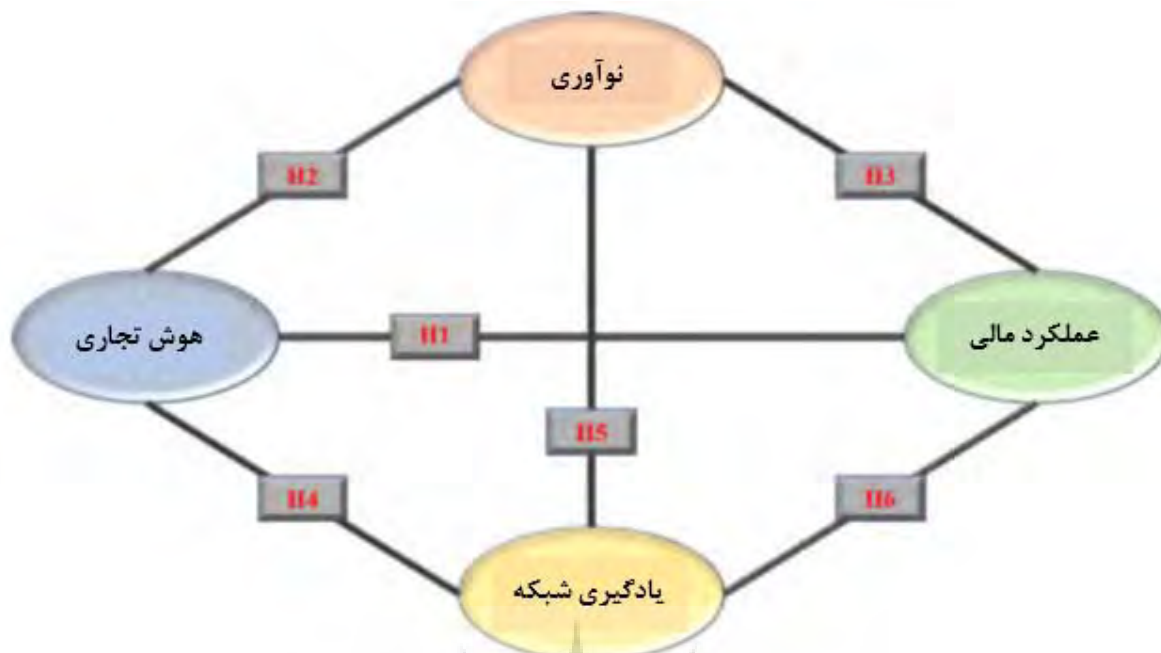 نوآوری
H2
H3
هوش تجاری
H1
عملکرد مالی
H5
H4
H6
یادگیری شبکه